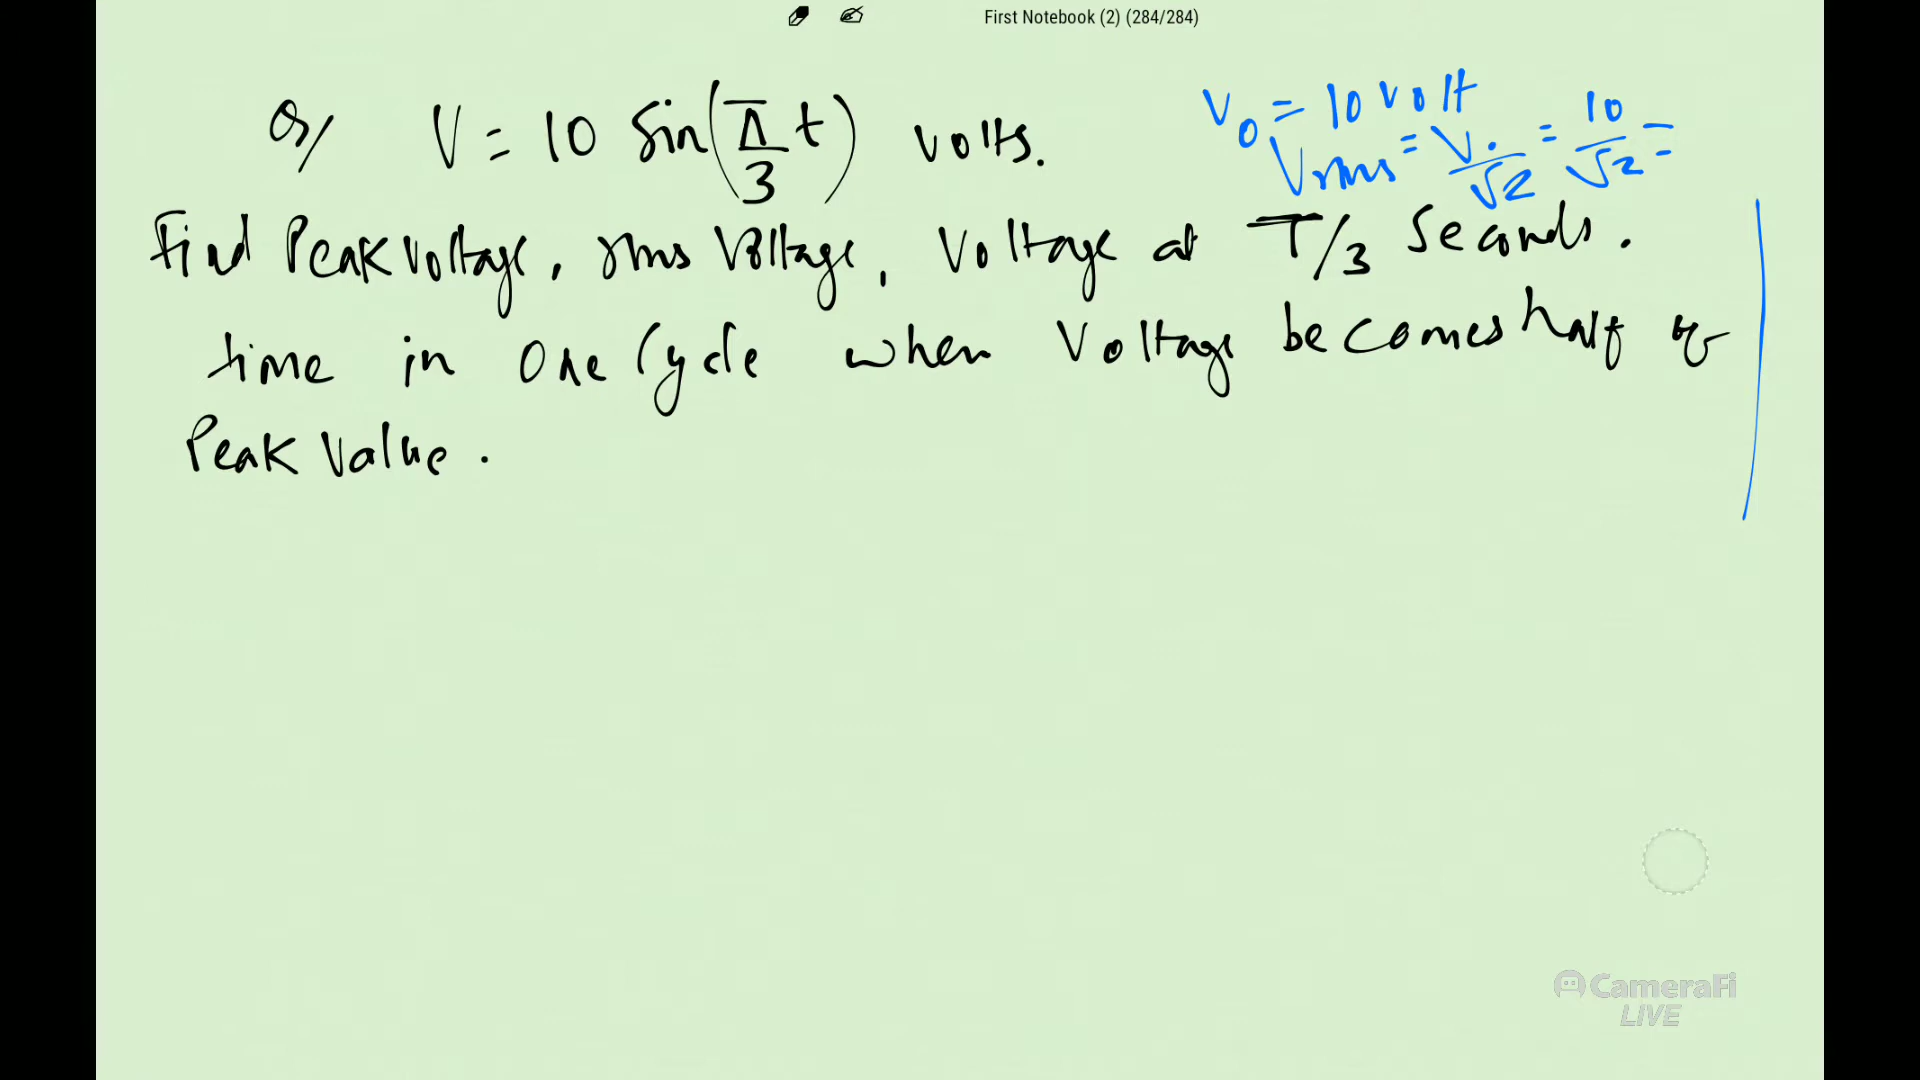 First Notebook (2) (284/284)
Q/ V = 10 Sin(π/3 t) volts.
V₀ = 10 volt
Vrms = V₀/√2 = 10/√2 =
Find Peak Voltage, rms Voltage, Voltage at T/3 Seconds.
time in One Cycle when Voltage becomes half of
Peak Value.
CameraFi
LIVE